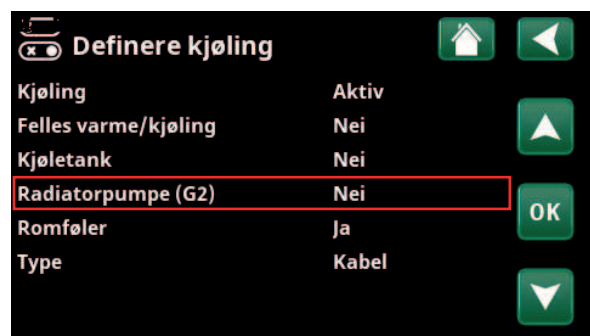 Definere kjøling
Kjøling Aktiv
Felles varme/kjøling Nei
Kjøletank Nei
Radiatorpumpe (G2) Nei
OK
Romføler Ja
Type Kabel